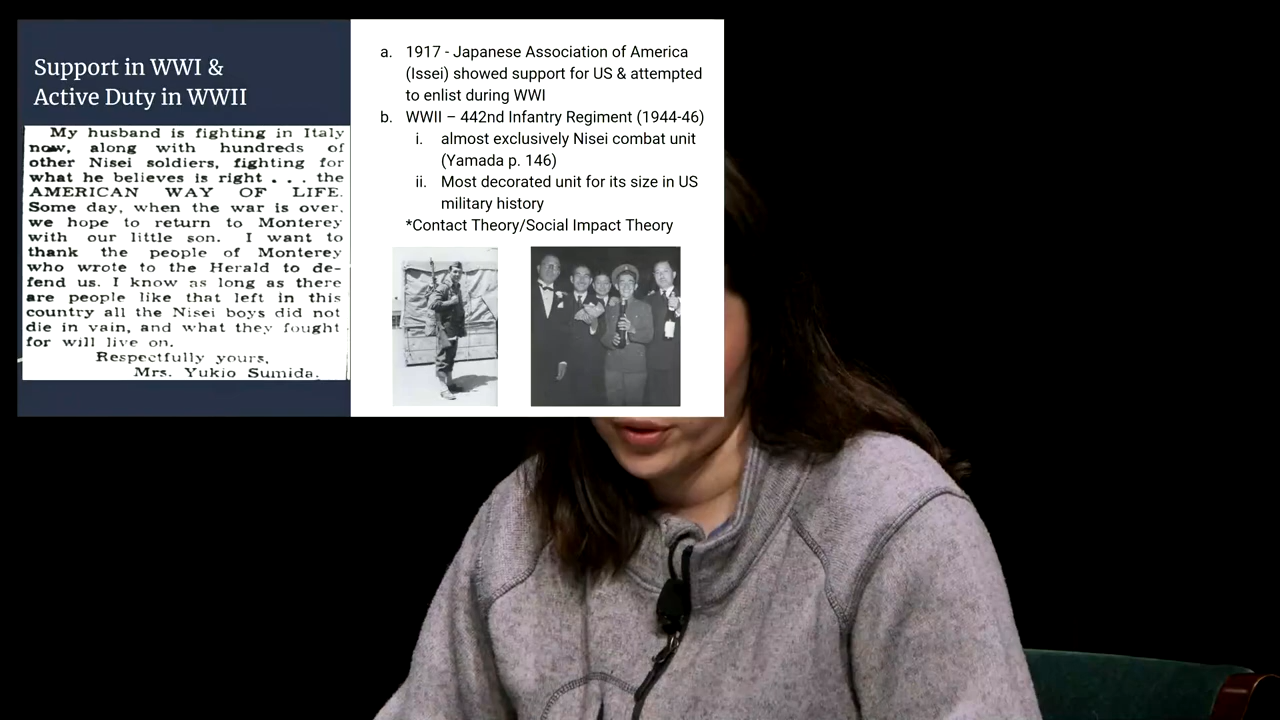 Support in WWI &
Active Duty in WWII
My husband is fighting in Italy
now, along with hundreds of
other Nisei soldiers, fighting for
what he believes is right . . . the
AMERICAN WAY OF LIFE.
Some day, when the war is over,
we hope to return to Monterey
with our little son. I want to
thank the people of Monterey
who wrote to the Herald to de-
fend us. I know as long as there
are people like that left in this
country all the Nisei boys did not
die in vain, and what they fought
for will live on.
Respectfully yours,
Mrs. Yukio Sumida.
a. 1917 - Japanese Association of America
(Issei) showed support for US & attempted
to enlist during WWI
b. WWII – 442nd Infantry Regiment (1944-46)
i. almost exclusively Nisei combat unit
(Yamada p. 146)
ii. Most decorated unit for its size in US
military history
*Contact Theory/Social Impact Theory